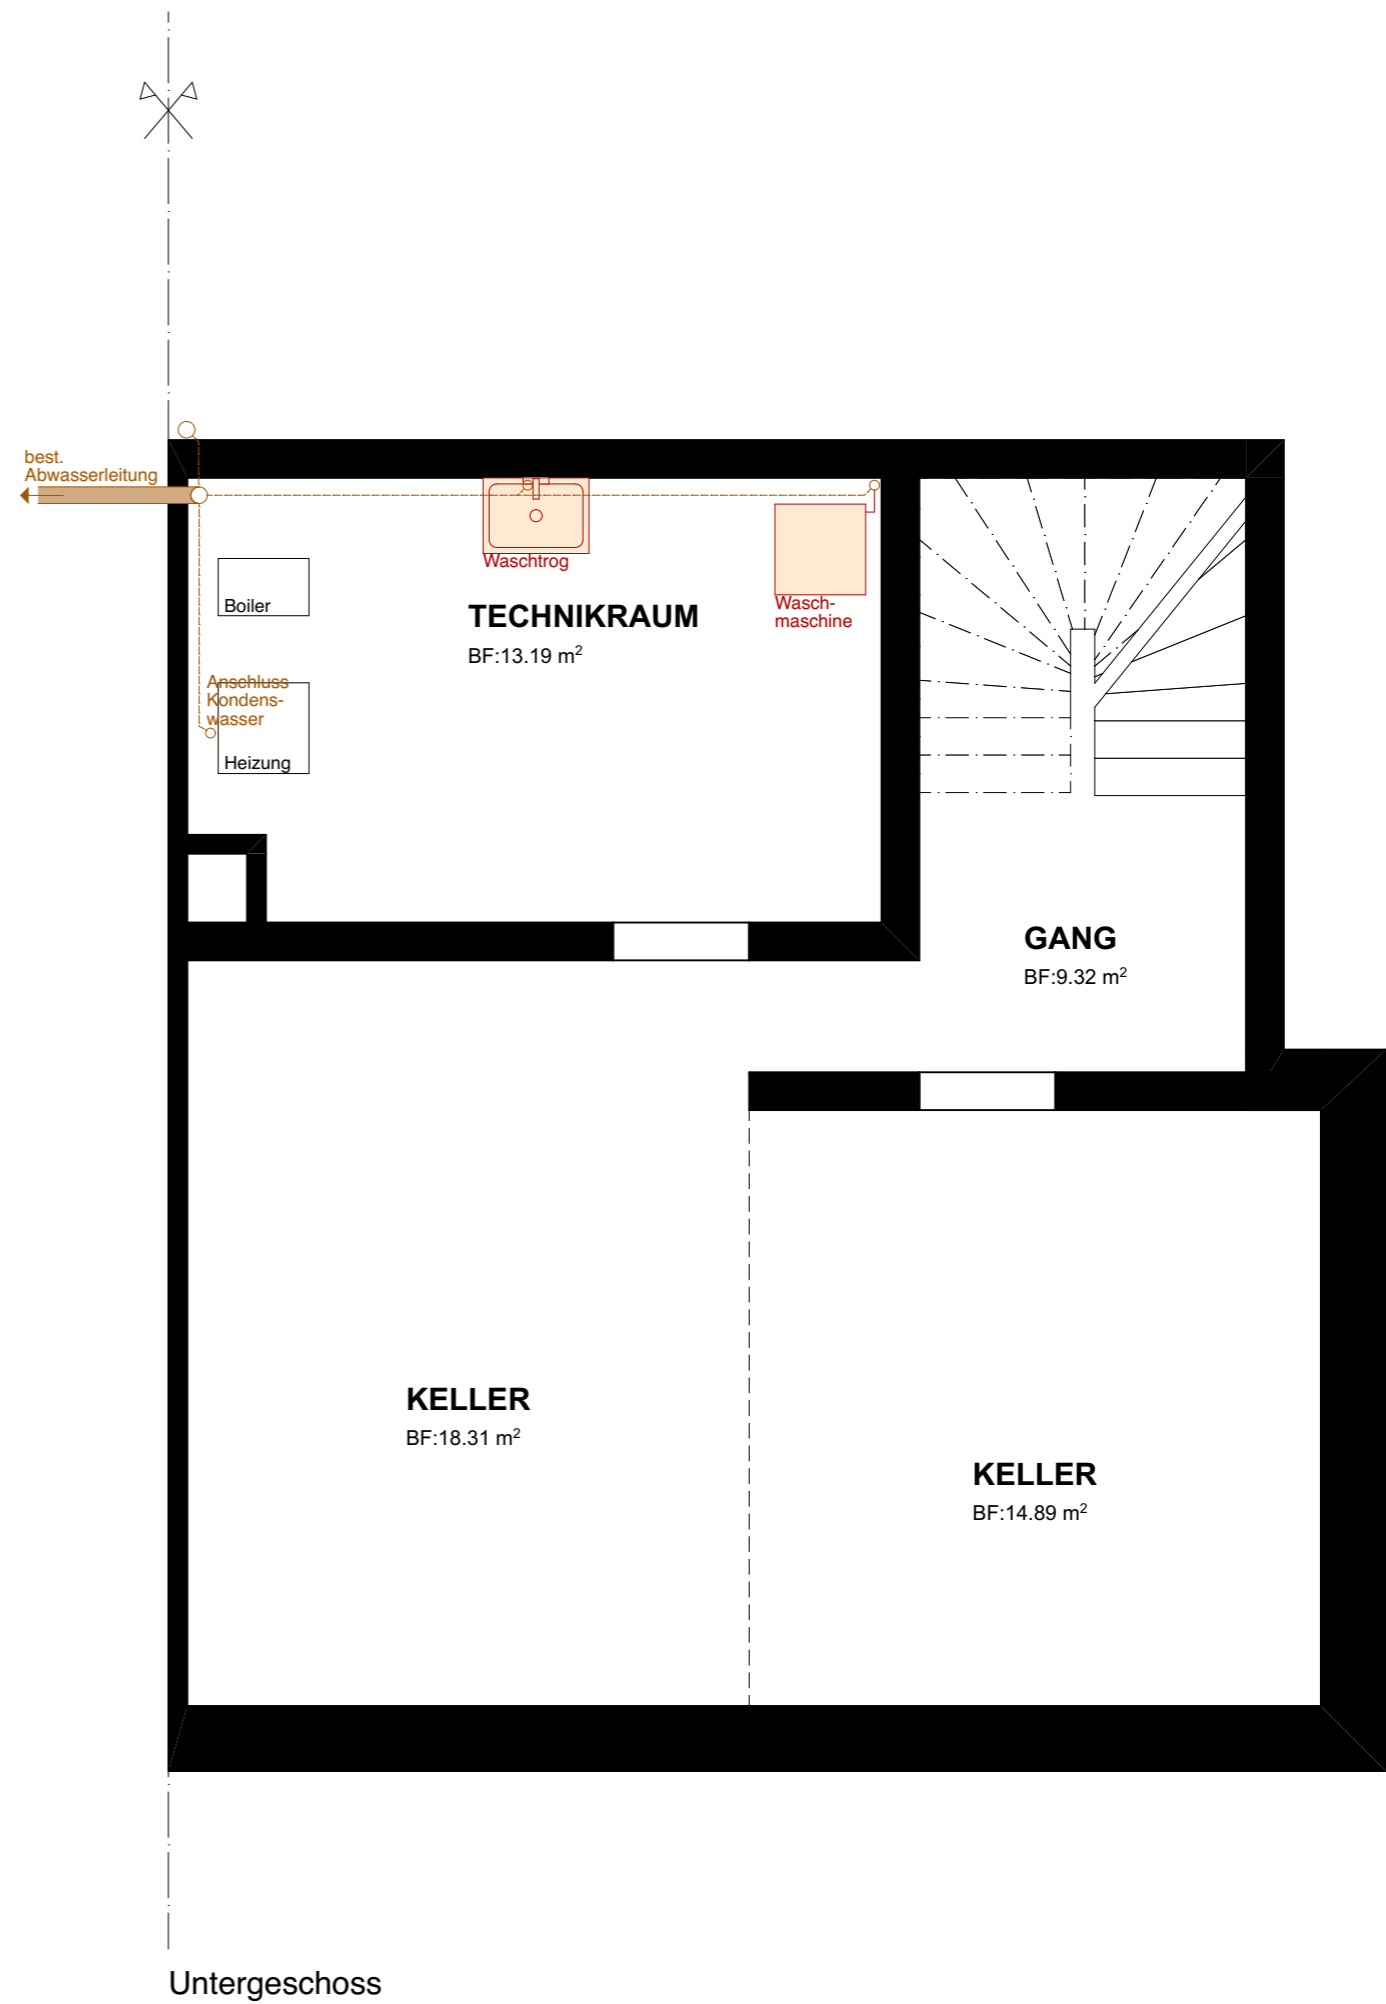 best.
Abwasserleitung
Waschtrog
Wasch-
maschine
Boiler
TECHNIKRAUM
BF:13.19 m²
Anschluss
Kondens-
wasser
Heizung
GANG
BF:9.32 m²
KELLER
BF:18.31 m²
KELLER
BF:14.89 m²
Untergeschoss